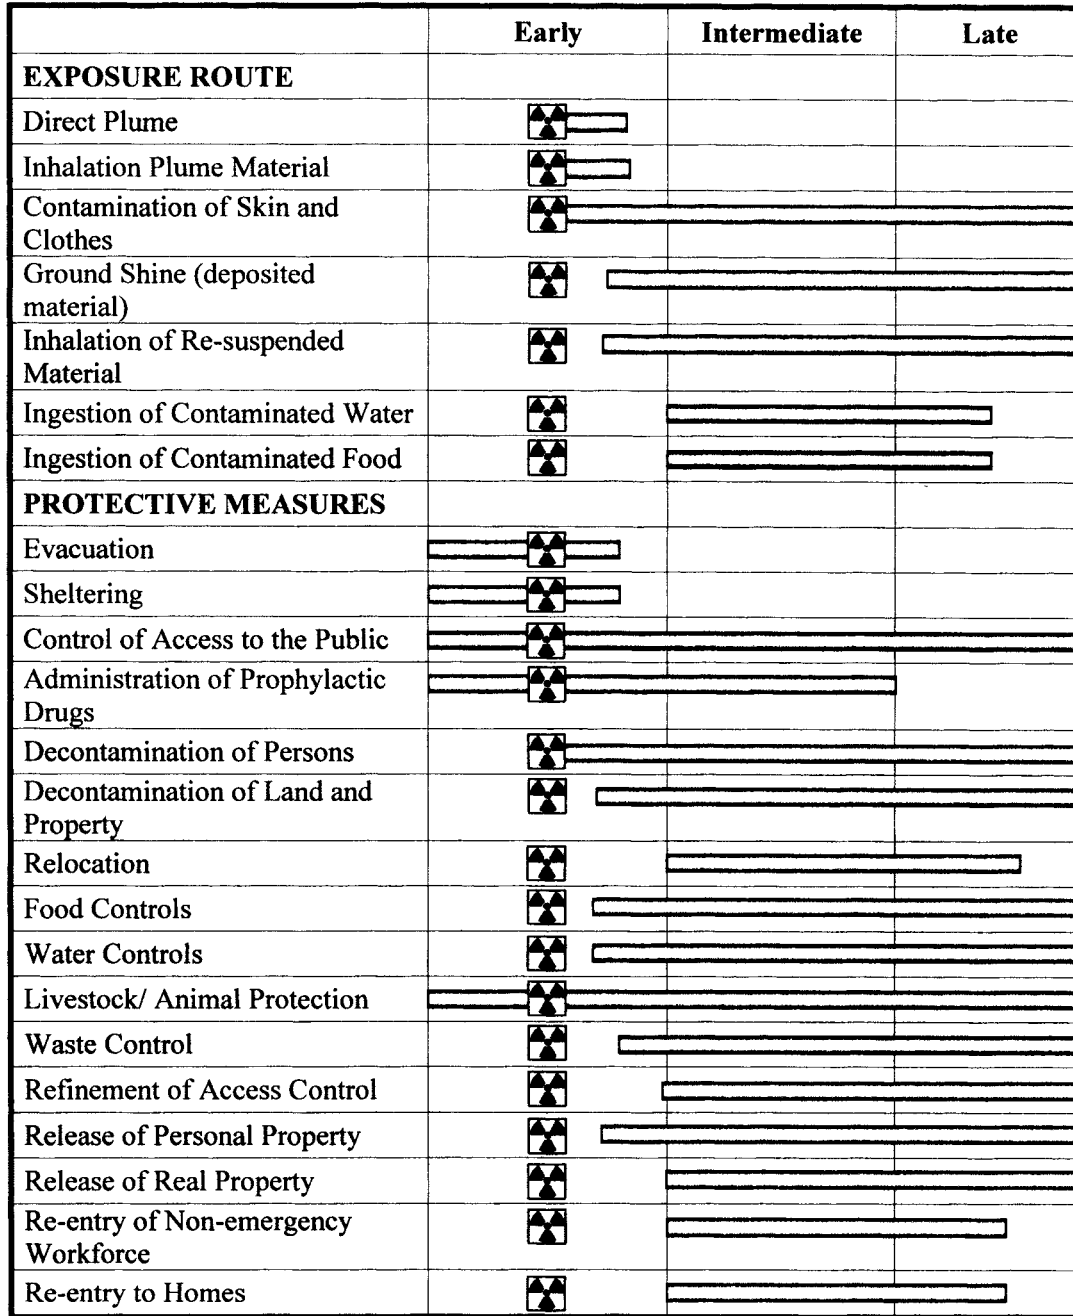 Early Intermediate Late
EXPOSURE ROUTE
Direct Plume
Inhalation Plume Material
Contamination of Skin and
Clothes
Ground Shine (deposited
material)
Inhalation of Re-suspended
Material
Ingestion of Contaminated Water
Ingestion of Contaminated Food
PROTECTIVE MEASURES
Evacuation
Sheltering
Control of Access to the Public
Administration of Prophylactic
Drugs
Decontamination of Persons
Decontamination of Land and
Property
Relocation
Food Controls
Water Controls
Livestock/ Animal Protection
Waste Control
Refinement of Access Control
Release of Personal Property
Release of Real Property
Re-entry of Non-emergency
Workforce
Re-entry to Homes